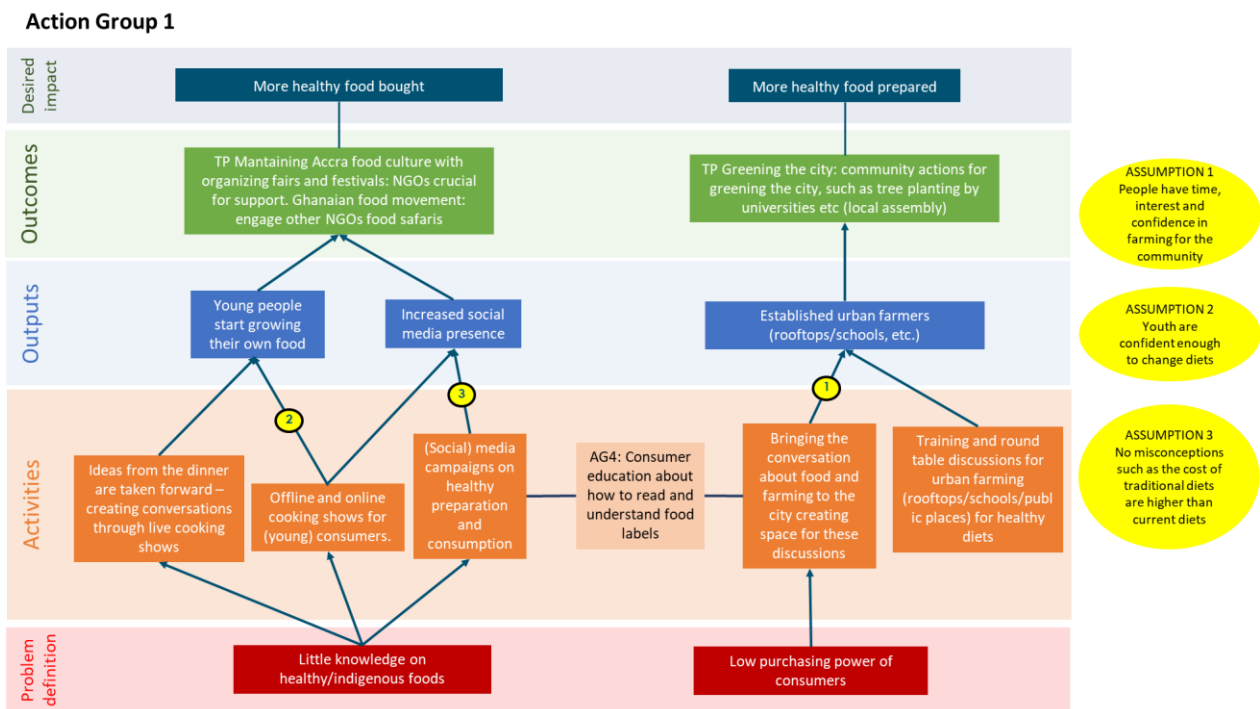 Action Group 1
Desired
impact
More healthy food bought
More healthy food prepared
Outcomes
TP Mantaining Accra food culture with
organizing fairs and festivals: NGOs crucial
for support. Ghanaian food movement:
engage other NGOs food safaris
TP Greening the city: community actions for
greening the city, such as tree planting by
universities etc (local assembly)
ASSUMPTION 1
People have time,
interest and
confidence in
farming for the
community
Outputs
Young people
start growing
their own food
Increased social
media presence
Established urban farmers
(rooftops/schools, etc.)
ASSUMPTION 2
Youth are
confident enough
to change diets
2
3
1
Activities
Ideas from the dinner
are taken forward –
creating conversations
through live cooking
shows
Offline and online
cooking shows for
(young) consumers.
(Social) media
campaigns on
healthy
preparation
and
consumption
AG4: Consumer
education about
how to read and
understand food
labels
Bringing the
conversation
about food and
farming to the
city creating
space for these
discussions
Training and round
table discussions for
urban farming
(rooftops/schools/publ
ic places) for healthy
diets
ASSUMPTION 3
No misconceptions
such as the cost of
traditional diets
are higher than
current diets
Problem
definition
Little knowledge on
healthy/indigenous foods
Low purchasing power of
consumers